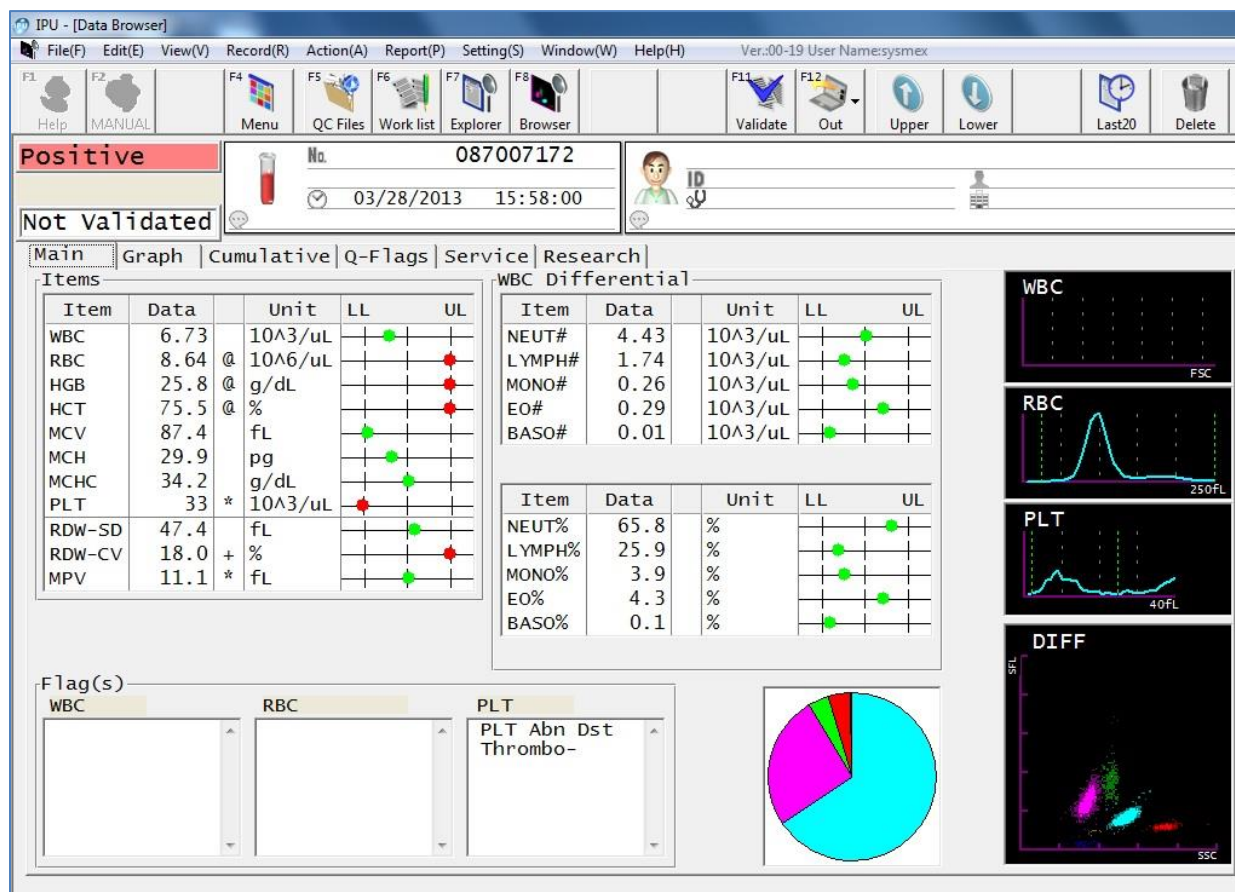 IPU - [Data Browser]
File(F) Edit(E) View(V) Record(R) Action(A) Report(P) Setting(S) Window(W) Help(H) Ver.:00-19 User Name:sysmex
F1 F2 F4 F5 F6 F7 F8 F11 F12
Help MANUAL Menu QC Files Work list Explorer Browser Validate Out Upper Lower Last20 Delete
Positive
Not Validated
No. 087007172
03/28/2013 15:58:00
ID
Main Graph Cumulative Q-Flags Service Research
Items
Item Data Unit LL UL
WBC 6.73 10^3/uL
RBC 8.64 @ 10^6/uL
HGB 25.8 @ g/dL
HCT 75.5 @ %
MCV 87.4 fL
MCH 29.9 pg
MCHC 34.2 g/dL
PLT 33 * 10^3/uL
RDW-SD 47.4 fL
RDW-CV 18.0 + %
MPV 11.1 * fL
WBC Differential
Item Data Unit LL UL
NEUT# 4.43 10^3/uL
LYMPH# 1.74 10^3/uL
MONO# 0.26 10^3/uL
EO# 0.29 10^3/uL
BASO# 0.01 10^3/uL
Item Data Unit LL UL
NEUT% 65.8 %
LYMPH% 25.9 %
MONO% 3.9 %
EO% 4.3 %
BASO% 0.1 %
WBC
FSC
RBC
250fL
PLT
40fL
DIFF
SFL
SSC
Flag(s)
WBC
RBC
PLT
PLT Abn Dst
Thrombo-